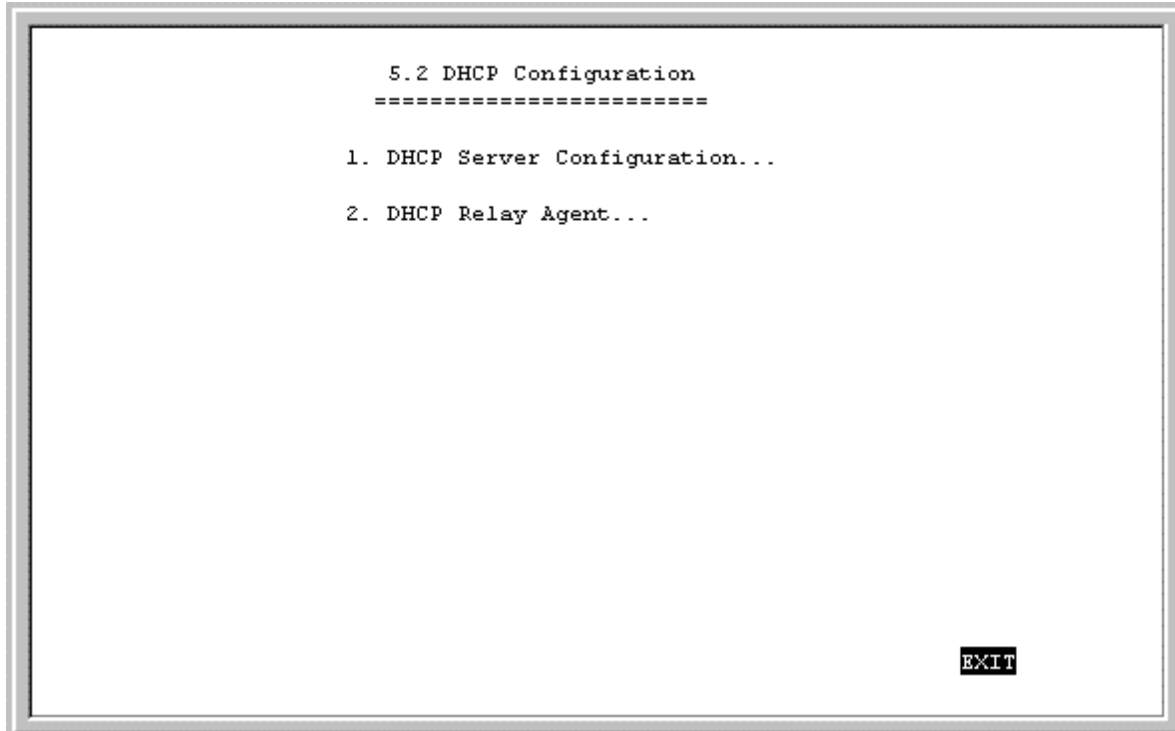 5.2 DHCP Configuration
========================
1. DHCP Server Configuration...
2. DHCP Relay Agent...
EXIT